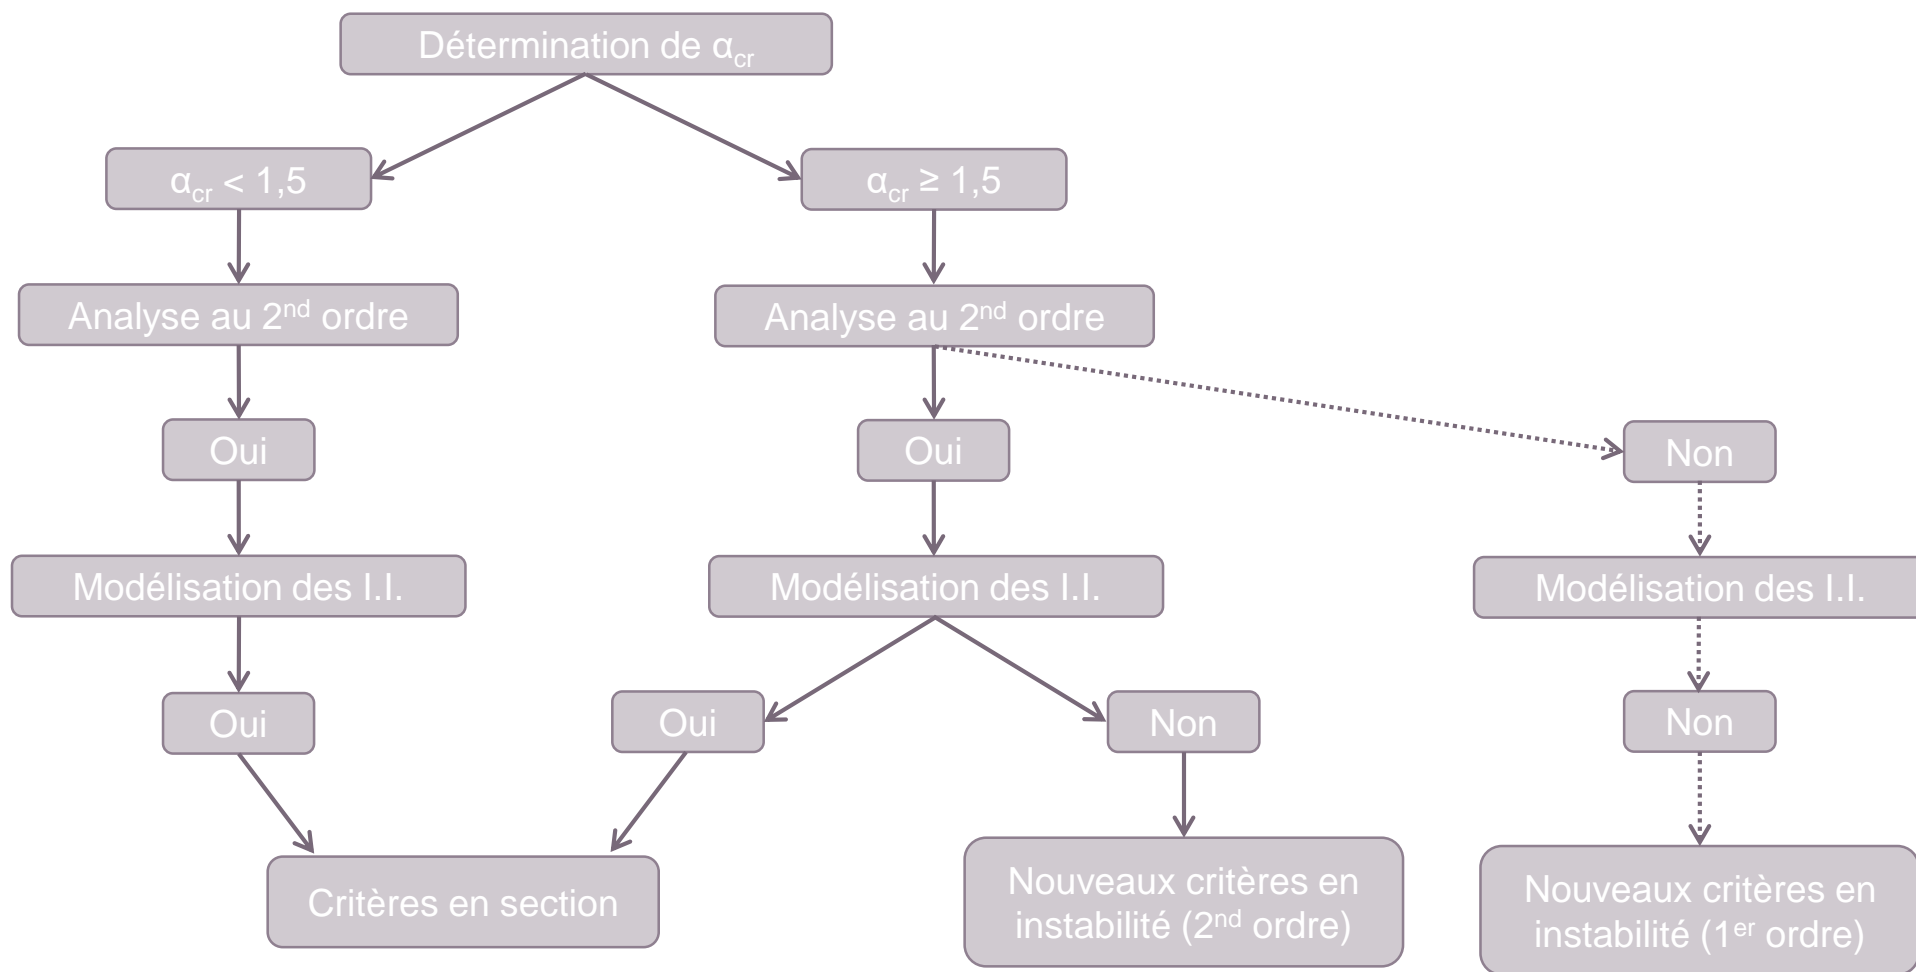 Détermination de αcr
αcr < 1,5
αcr ≥ 1,5
Analyse au 2nd ordre
Analyse au 2nd ordre
Oui
Oui
Non
Modélisation des I.I.
Modélisation des I.I.
Modélisation des I.I.
Oui
Oui
Non
Non
Critères en section
Nouveaux critères en
instabilité (2nd ordre)
Nouveaux critères en
instabilité (1er ordre)